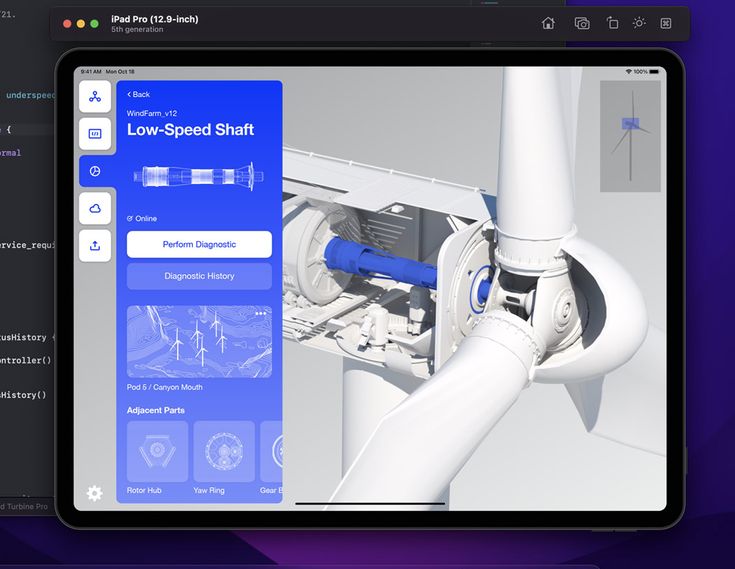 /21.
iPad Pro (12.9-inch)
5th generation
9:41 AM Mon Oct 18
100%
underspeed
{
ormal
Back
WindFarm_v12
Low-Speed Shaft
Online
Perform Diagnostic
Diagnostic History
Pod 5 / Canyon Mouth
Adjacent Parts
Rotor Hub
Yaw Ring
Gear B
ervice_requi
tusHistory {
ontroller()
sHistory()
d Turbine Pro